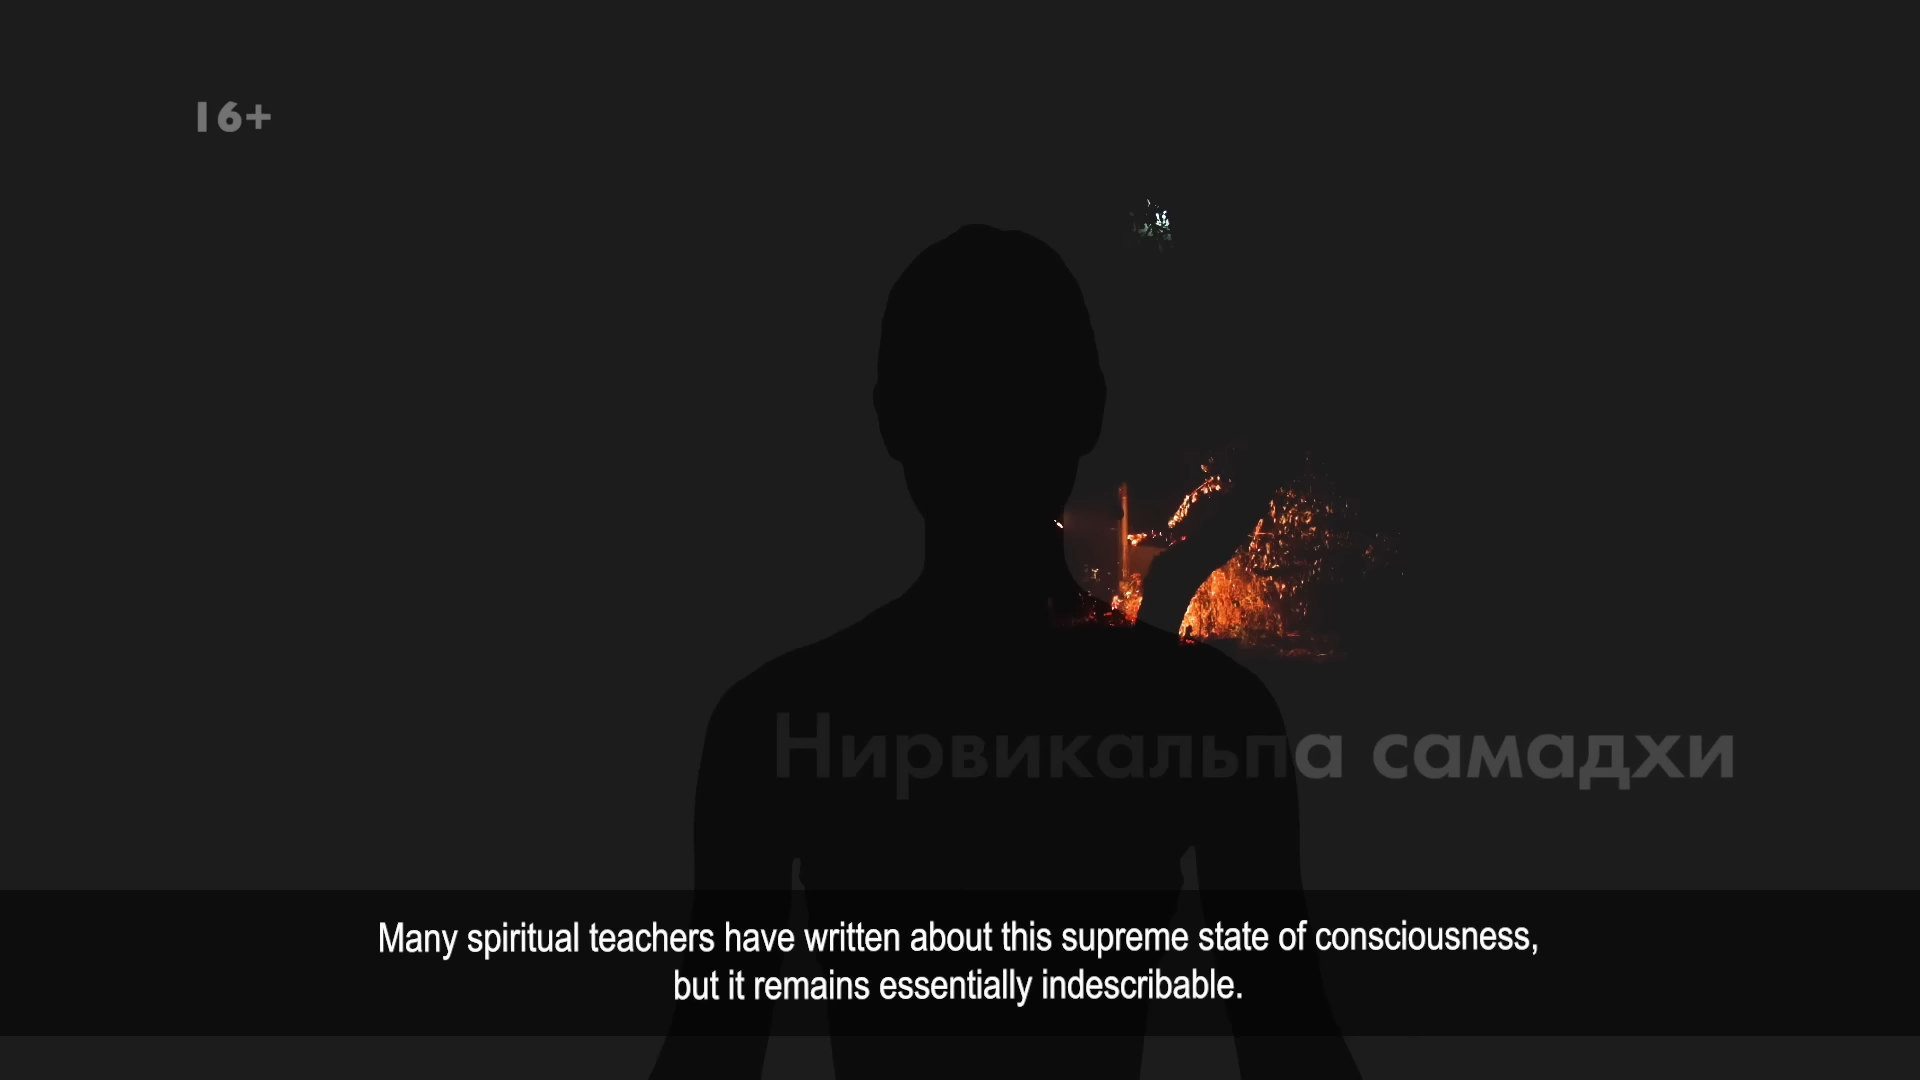 16+
Нирвикальпа самадхи
Many spiritual teachers have written about this supreme state of consciousness,
but it remains essentially indescribable.